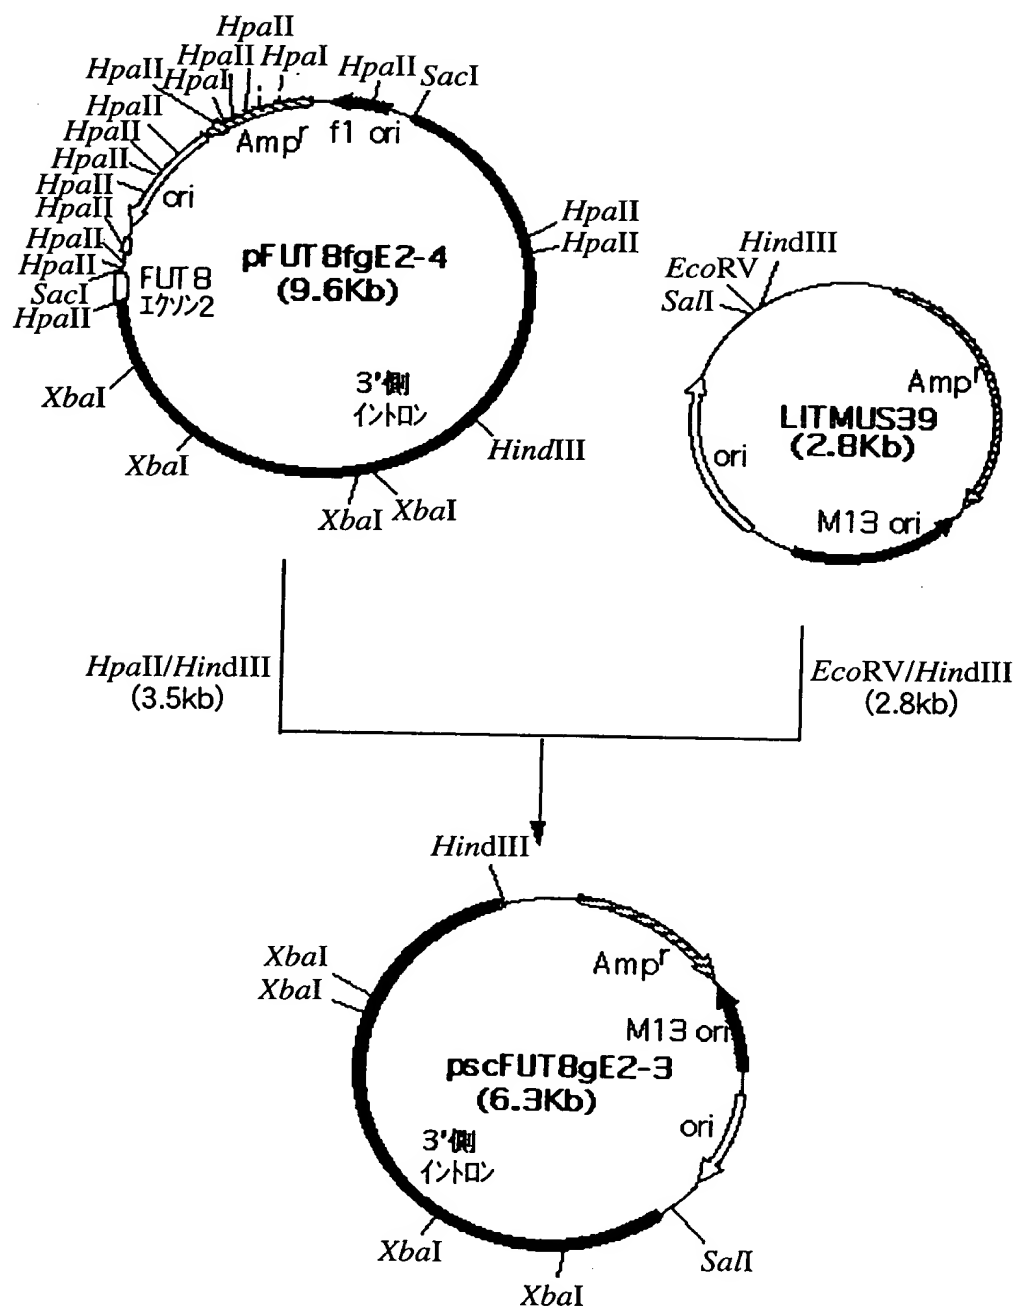 HpaII
HpaII
HpaI
HpaII
HpaI
HpaII
SacI
HpaII
HpaII
HpaII
HpaII
HpaII
HpaII
HpaII
SacI
HpaII
Ampʳ
f1 ori
ori
FUT8
エクソン2
pFUT8fgE2-4
(9.6Kb)
HpaII
HpaII
3'側
イントロン
XbaI
XbaI
XbaI
XbaI
HindIII
HindIII
EcoRV
SalI
Ampʳ
LITMUS39
(2.8Kb)
ori
M13 ori
HpaII/HindIII
(3.5kb)
EcoRV/HindIII
(2.8kb)
HindIII
XbaI
XbaI
Ampʳ
M13 ori
pscFUT8gE2-3
(6.3Kb)
ori
3'側
イントロン
XbaI
XbaI
SalI